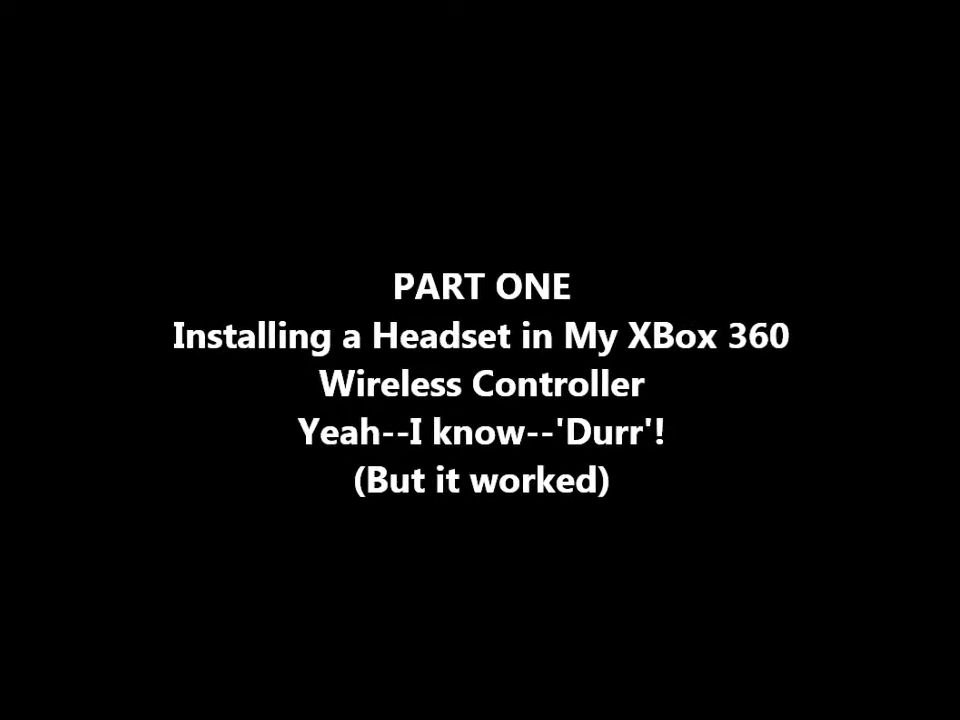 PART ONE
Installing a Headset in My XBox 360
Wireless Controller
Yeah--I know--'Durr'!
(But it worked)